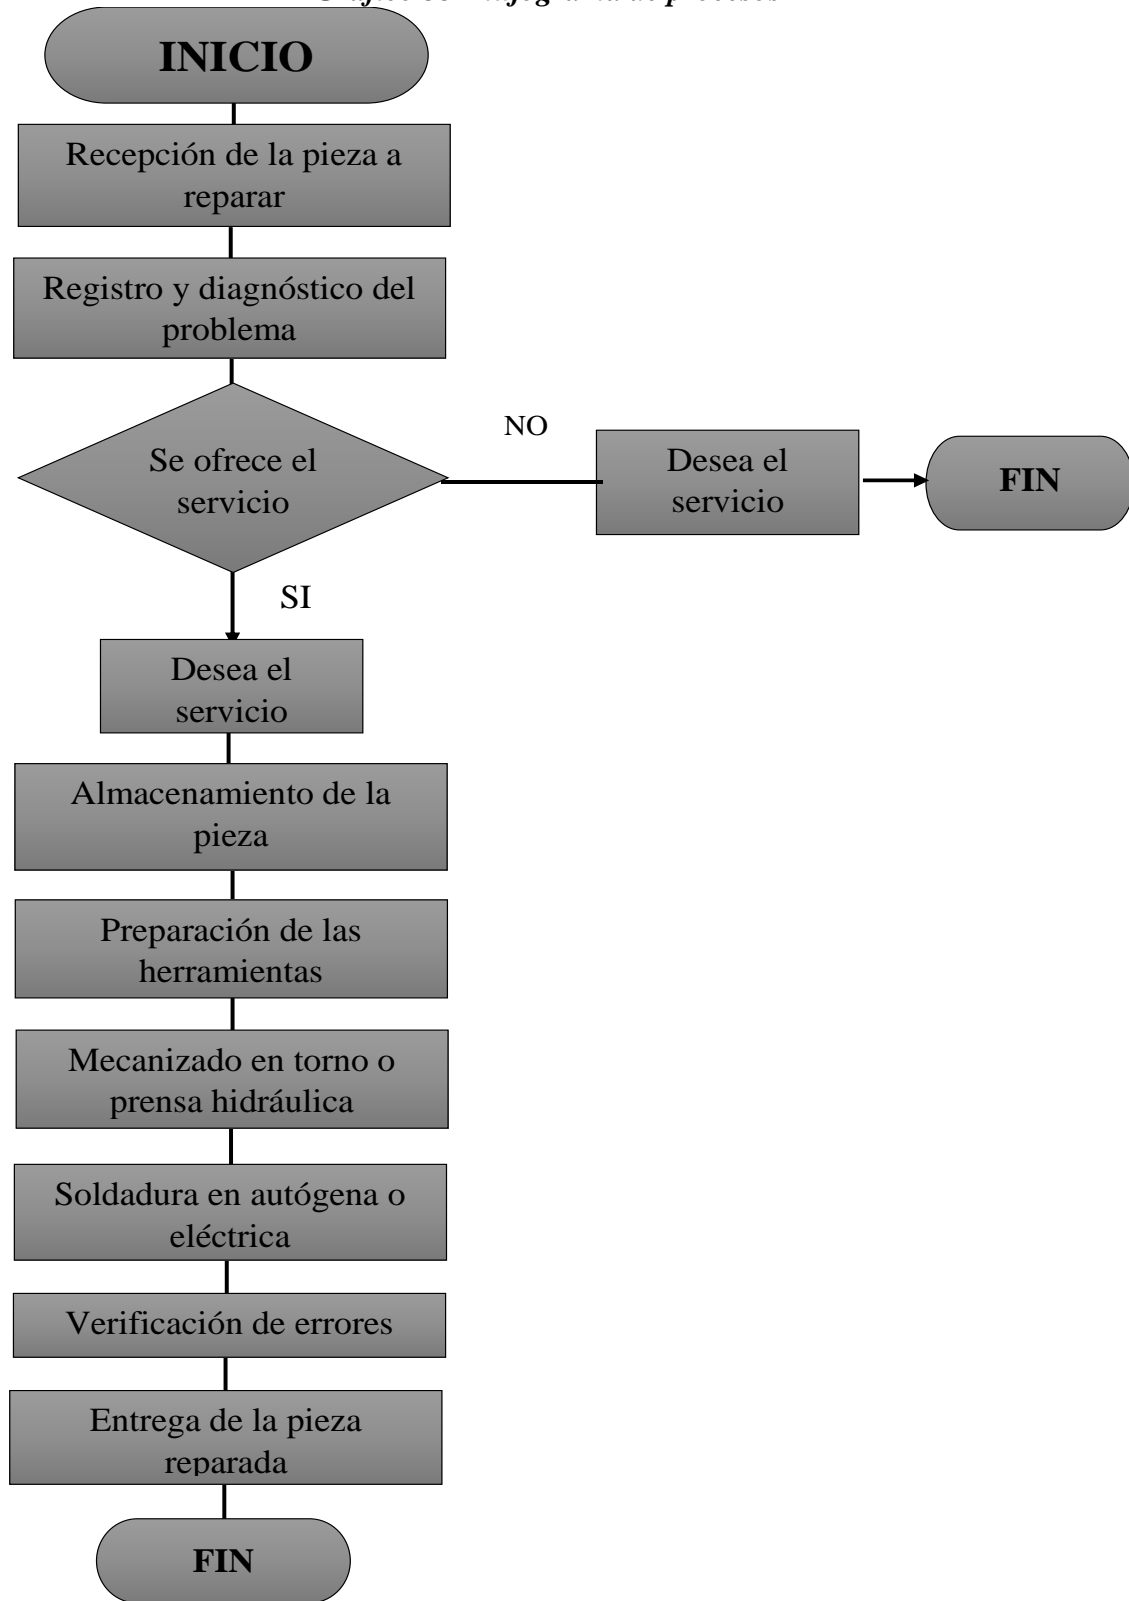 de procesos
INICIO
Recepción de la pieza a
reparar
Registro y diagnóstico del
problema
Se ofrece el
servicio
NO
Desea el
servicio
FIN
SI
Desea el
servicio
Almacenamiento de la
pieza
Preparación de las
herramientas
Mecanizado en torno o
prensa hidráulica
Soldadura en autógena o
eléctrica
Verificación de errores
Entrega de la pieza
reparada
FIN